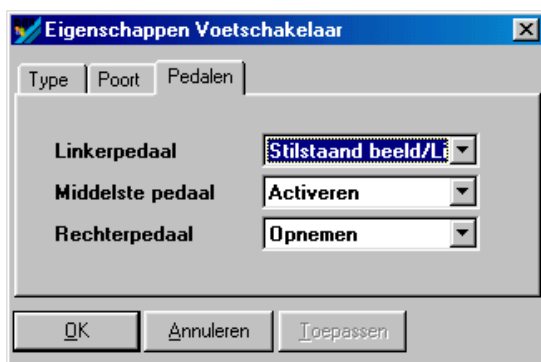 Eigenschappen Voetschakelaar
Type Poort Pedalen
Linkerpedaal Stilstaand beeld/Li
Middelste pedaal Activeren
Rechterpedaal Opnemen
OK Annuleren Toepassen